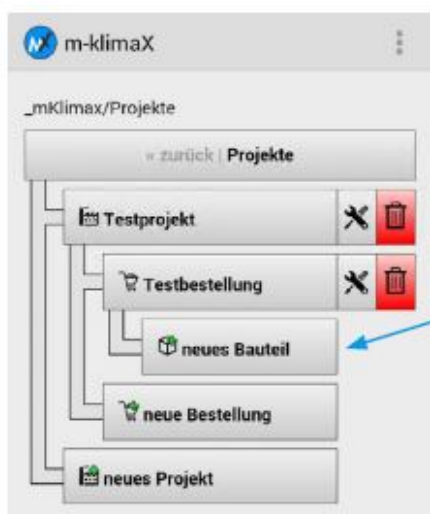 m-klimaX
_mKlimax/Projekte
« zurück | Projekte
Testprojekt
Testbestellung
neues Bauteil
neue Bestellung
neues Projekt